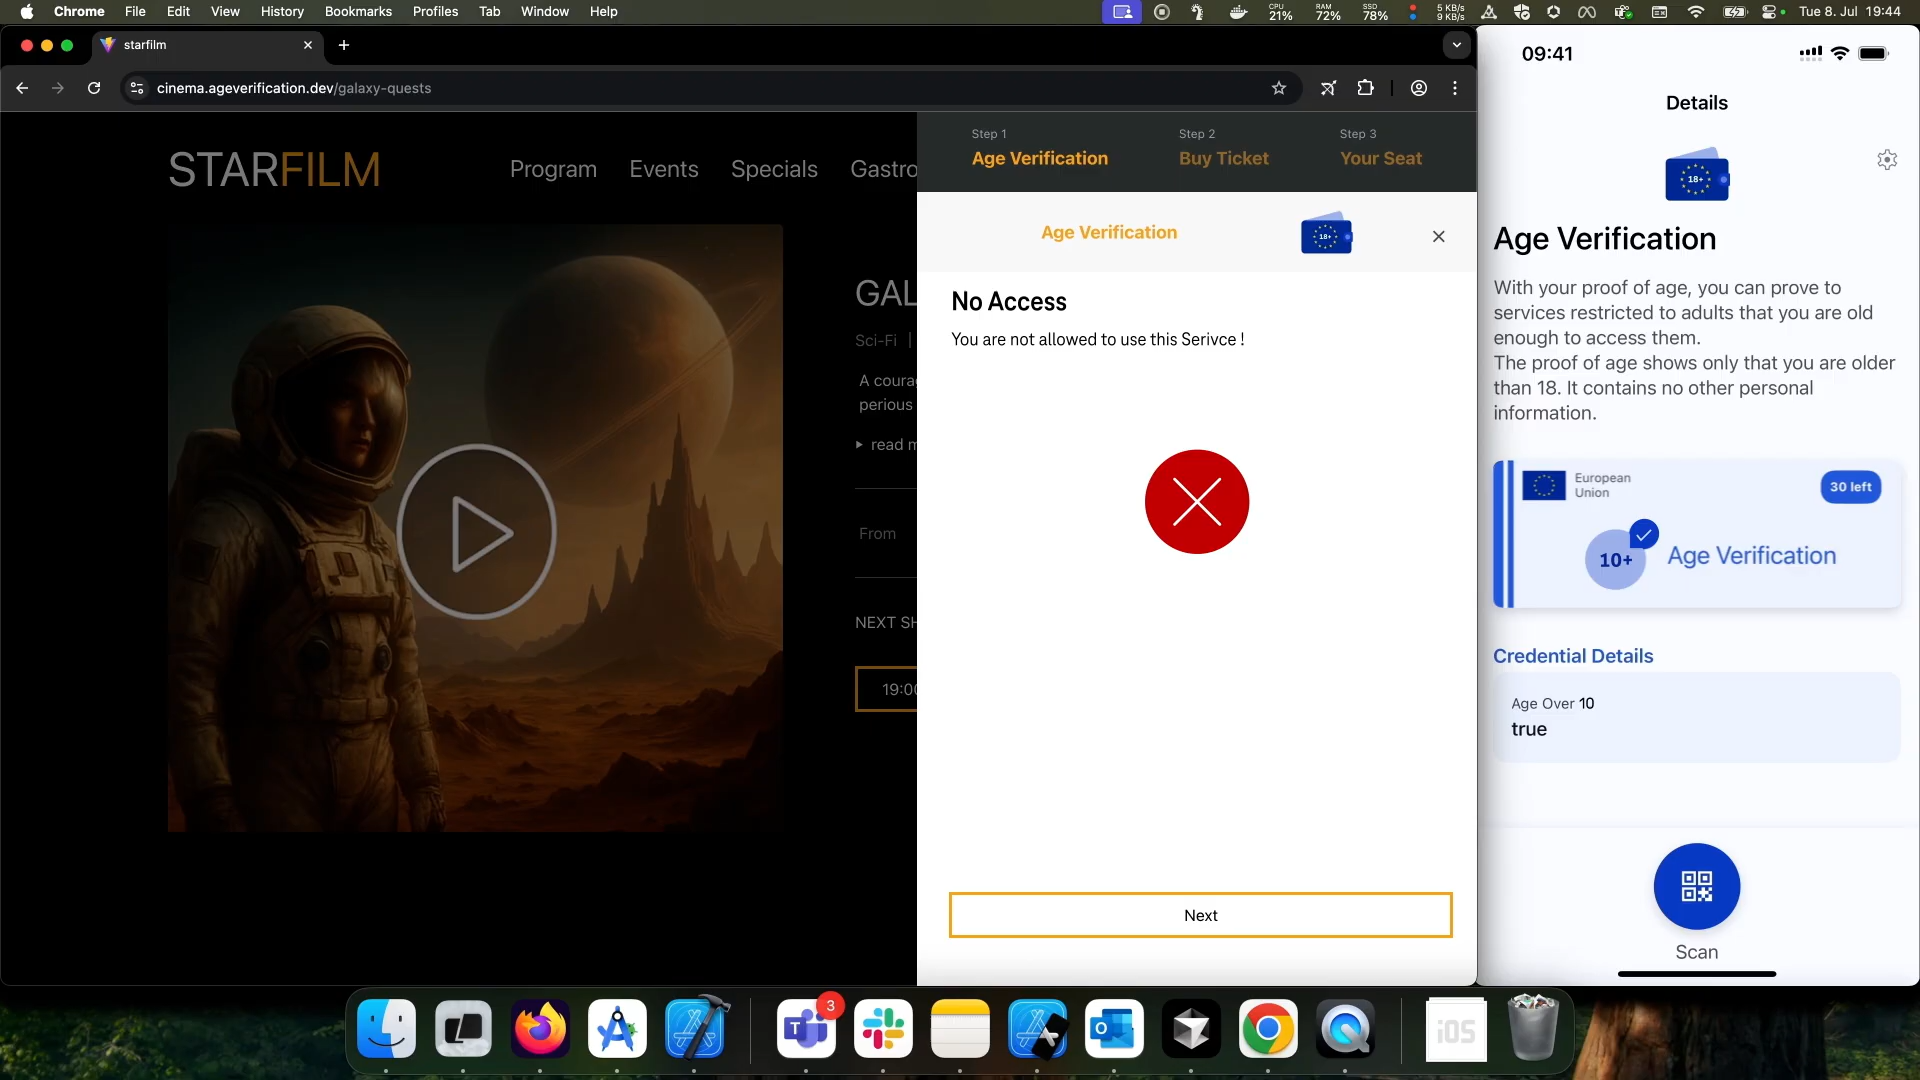 Chrome File Edit View History Bookmarks Profiles Tab Window Help
CPU 21% RAM 72% SSD 78% 5 KB/s 9 KB/s Tue 8. Jul 19:44
starfilm
cinema.ageverification.dev/galaxy-quests
STARFILM
Program Events Specials Gastro
GAL
Sci-Fi |
A coura
perious
read m
From
NEXT SH
19:00
Step 1 Step 2 Step 3
Age Verification Buy Ticket Your Seat
Age Verification
18+
No Access
You are not allowed to use this Serivce !
Next
09:41
Details
18+
Age Verification
With your proof of age, you can prove to
services restricted to adults that you are old
enough to access them.
The proof of age shows only that you are older
than 18. It contains no other personal
information.
European
Union
30 left
10+
Age Verification
Credential Details
Age Over 10
true
Scan
3
iOS